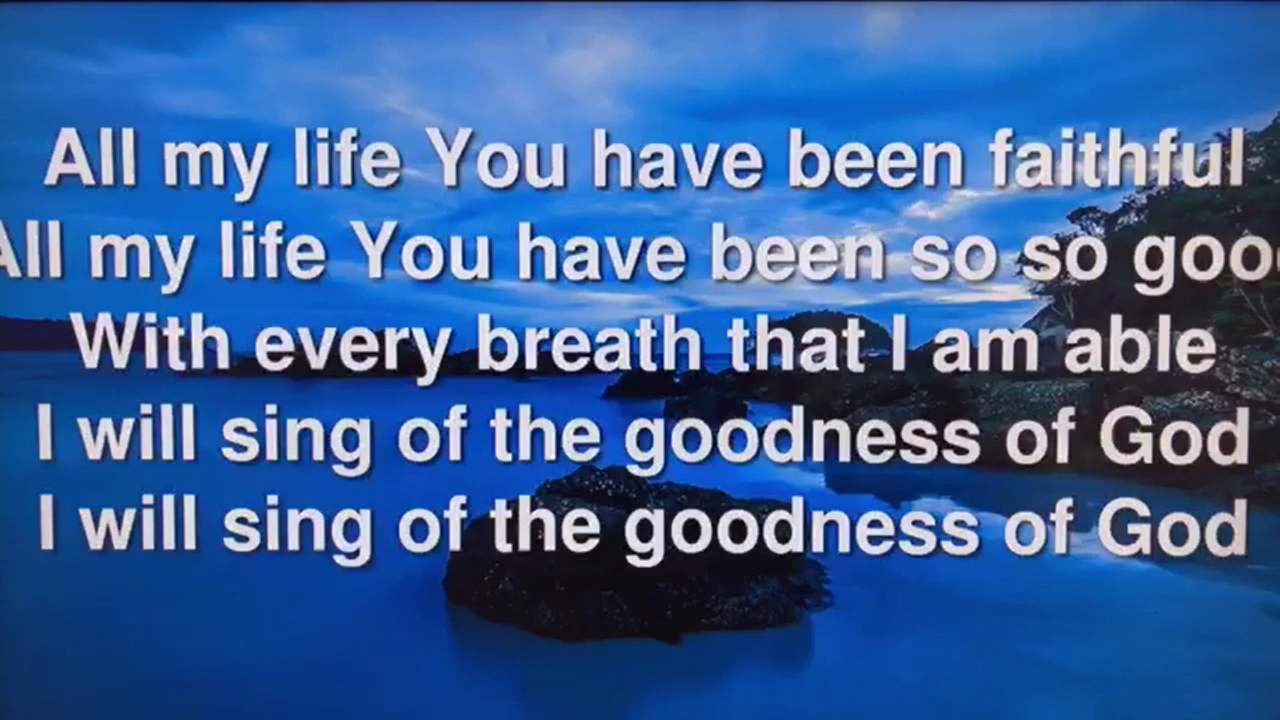 All my life You have been faithful
All my life You have been so so good
With every breath that I am able
I will sing of the goodness of God
I will sing of the goodness of God